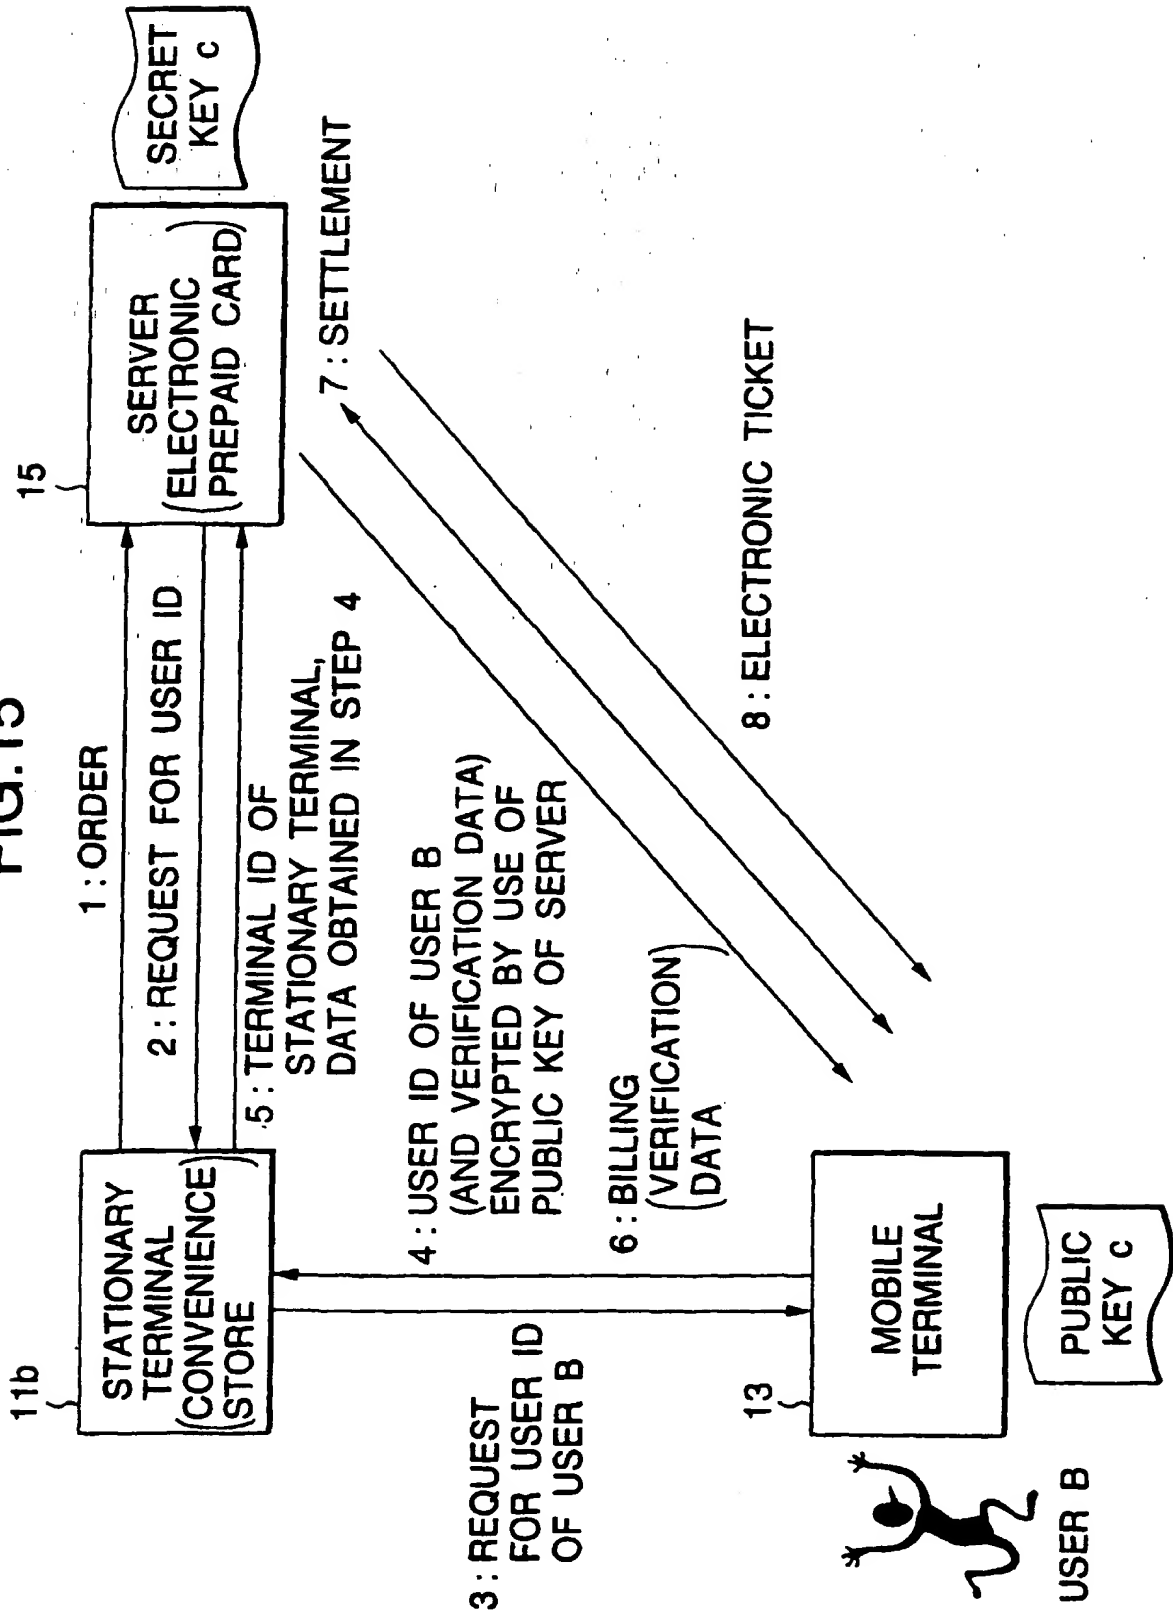 FIG.15
11b
STATIONARY
TERMINAL
(CONVENIENCE
STORE)
1 : ORDER
2 : REQUEST FOR USER ID
5 : TERMINAL ID OF
STATIONARY TERMINAL,
DATA OBTAINED IN STEP 4
15
SERVER
(ELECTRONIC
PREPAID CARD)
SECRET
KEY c
3 : REQUEST
FOR USER ID
OF USER B
4 : USER ID OF USER B
(AND VERIFICATION DATA)
ENCRYPTED BY USE OF
PUBLIC KEY OF SERVER
6 : BILLING
(VERIFICATION
DATA)
7 : SETTLEMENT
8 : ELECTRONIC TICKET
13
MOBILE
TERMINAL
PUBLIC
KEY c
USER B